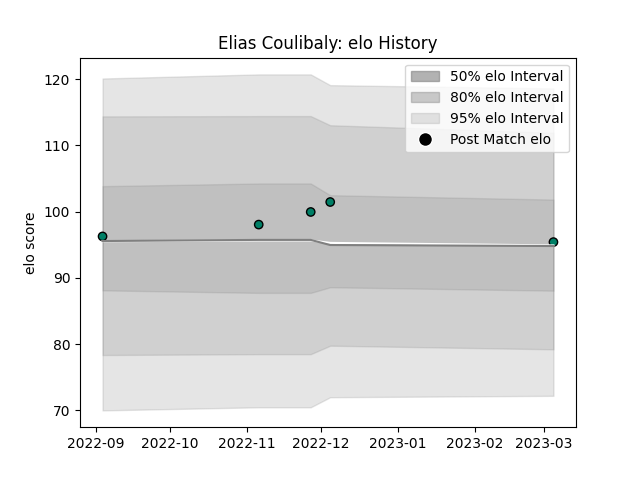 Elias Coulibaly: elo History
120
110
100
90
80
70
elo score
50% elo Interval
80% elo Interval
95% elo Interval
Post Match elo
2022-09
2022-10
2022-11
2022-12
2023-01
2023-02
2023-03